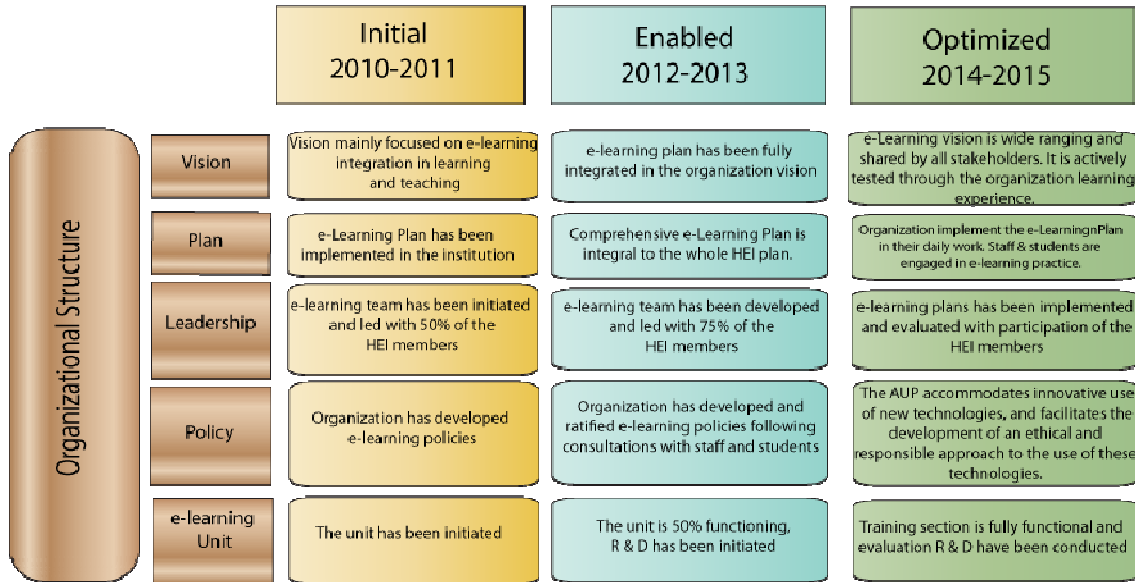 Initial
2010-2011
Enabled
2012-2013
Optimized
2014-2015
Organizational Structure
Vision
Vision mainly focused on e-learning
integration in learning
and teaching
e-learning plan has been fully
integrated in the organization vision
e-Learning vision is wide ranging and
shared by all stakeholders. It is actively
tested through the organization learning
experience.
Plan
e-Learning Plan has been
implemented in the institution
Comprehensive e-Learning Plan is
integral to the whole HEI plan.
Organization implement the e-LearningnPlan
in their daily work. Staff & students are
engaged in e-learning practice.
Leadership
e-learning team has been initiated
and led with 50% of the
HEI members
e-learning team has been developed
and led with 75% of the
HEI members
e-learning plans has been implemented
and evaluated with participation of the
HEI members
Policy
Organization has developed
e-learning policies
Organization has developed and
ratified e-learning policies following
consultations with staff and students
The AUP accommodates innovative use
of new technologies, and facilitates the
development of an ethical and
responsible approach to the use of these
technologies.
e-learning
Unit
The unit has been initiated
The unit is 50% functioning,
R & D has been initiated
Training section is fully functional and
evaluation R & D have been conducted